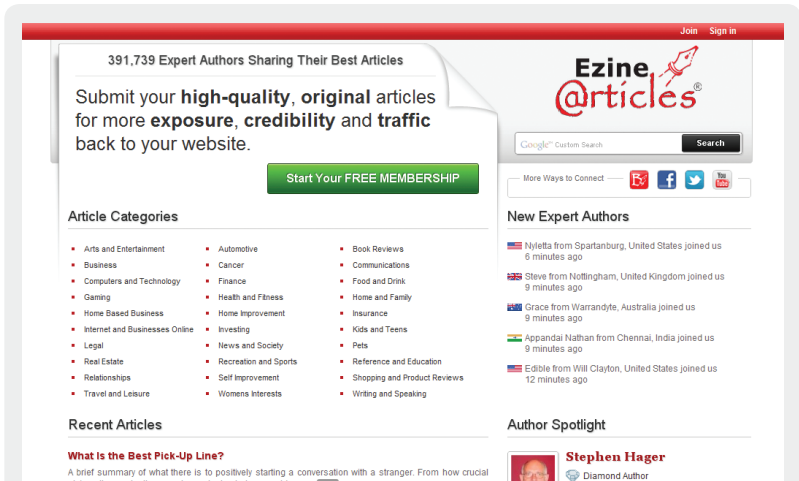 Join Sign in
391,739 Expert Authors Sharing Their Best Articles
Submit your high-quality, original articles
for more exposure, credibility and traffic
back to your website.
Start Your FREE MEMBERSHIP
Ezine
@rticles®
Google™ Custom Search
Search
More Ways to Connect
You
Tube
Article Categories
Arts and Entertainment Automotive Book Reviews
Business Cancer Communications
Computers and Technology Finance Food and Drink
Gaming Health and Fitness Home and Family
Home Based Business Home Improvement Insurance
Internet and Businesses Online Investing Kids and Teens
Legal News and Society Pets
Real Estate Recreation and Sports Reference and Education
Relationships Self Improvement Shopping and Product Reviews
Travel and Leisure Womens Interests Writing and Speaking
New Expert Authors
Nyletta from Spartanburg, United States joined us
6 minutes ago
Steve from Nottingham, United Kingdom joined us
9 minutes ago
Grace from Warrandyte, Australia joined us
9 minutes ago
Appandai Nathan from Chennai, India joined us
9 minutes ago
Edible from Will Clayton, United States joined us
12 minutes ago
Recent Articles
What Is the Best Pick-Up Line?
A brief summary of what there is to positively starting a conversation with a stranger. From how crucial
Author Spotlight
Stephen Hager
Diamond Author